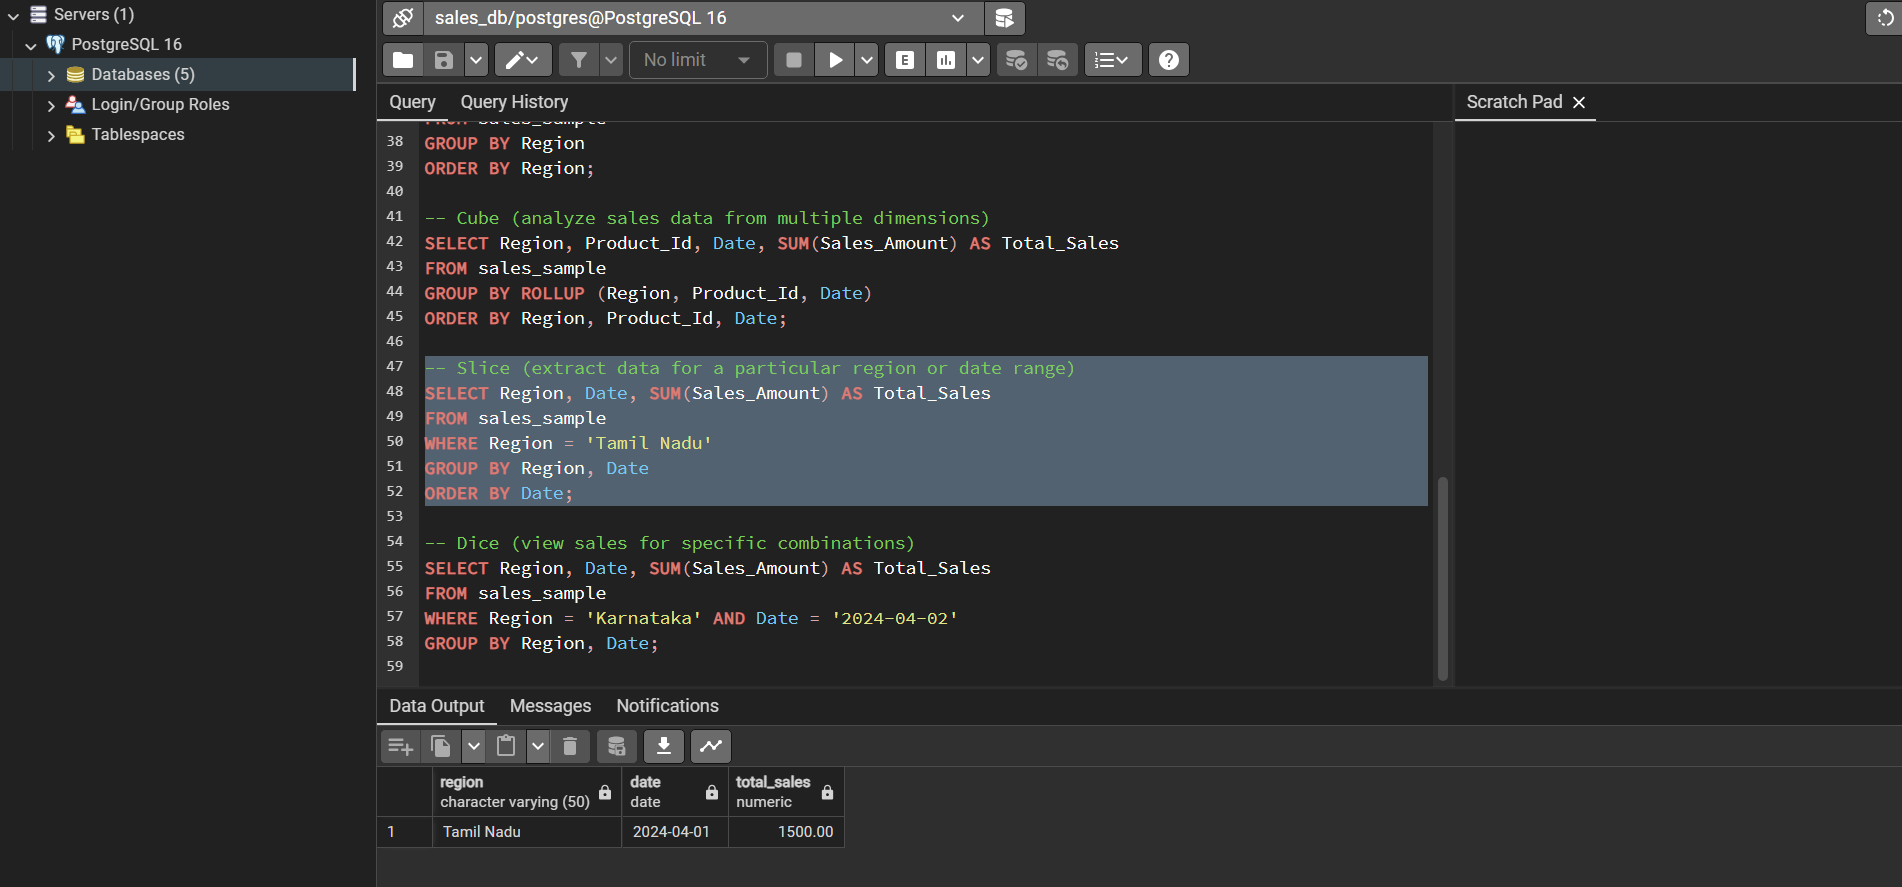 Servers (1)
PostgreSQL 16
Databases (5)
Login/Group Roles
Tablespaces
sales_db/postgres@PostgreSQL 16
No limit
E
?
Query
Query History
Scratch Pad
FROM sales_sample
38 GROUP BY Region
39 ORDER BY Region;
40
41 -- Cube (analyze sales data from multiple dimensions)
42 SELECT Region, Product_Id, Date, SUM(Sales_Amount) AS Total_Sales
43 FROM sales_sample
44 GROUP BY ROLLUP (Region, Product_Id, Date)
45 ORDER BY Region, Product_Id, Date;
46
47 -- Slice (extract data for a particular region or date range)
48 SELECT Region, Date, SUM(Sales_Amount) AS Total_Sales
49 FROM sales_sample
50 WHERE Region = 'Tamil Nadu'
51 GROUP BY Region, Date
52 ORDER BY Date;
53
54 -- Dice (view sales for specific combinations)
55 SELECT Region, Date, SUM(Sales_Amount) AS Total_Sales
56 FROM sales_sample
57 WHERE Region = 'Karnataka' AND Date = '2024-04-02'
58 GROUP BY Region, Date;
59
Data Output
Messages
Notifications
region
character varying (50)
date
date
total_sales
numeric
1
Tamil Nadu
2024-04-01
1500.00